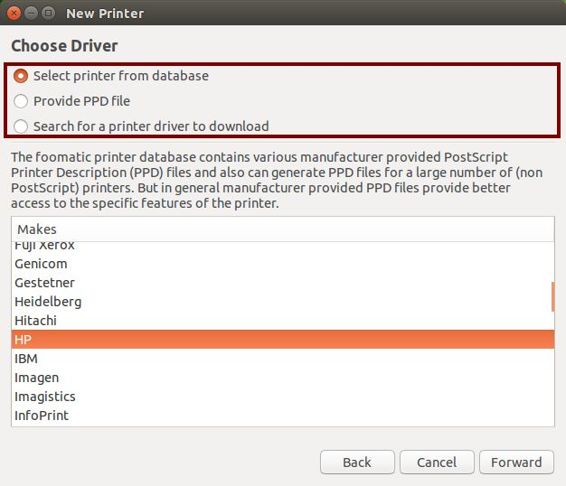 New Printer
Choose Driver
Select printer from database
Provide PPD file
Search for a printer driver to download
The foomatic printer database contains various manufacturer provided PostScript
Printer Description (PPD) files and also can generate PPD files for a large number of (non
PostScript) printers. But in general manufacturer provided PPD files provide better
access to the specific features of the printer.
Makes
Fuji Xerox
Genicom
Gestetner
Heidelberg
Hitachi
HP
IBM
Imagen
Imagistics
InfoPrint
Back Cancel Forward